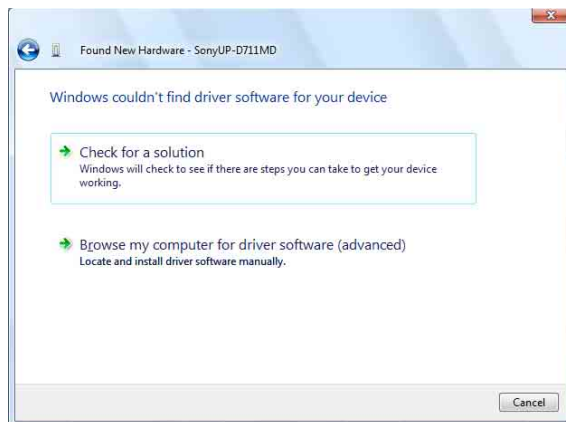 Found New Hardware - SonyUP-D711MD
Windows couldn't find driver software for your device
Check for a solution
Windows will check to see if there are steps you can take to get your device
working.
Browse my computer for driver software (advanced)
Locate and install driver software manually.
Cancel